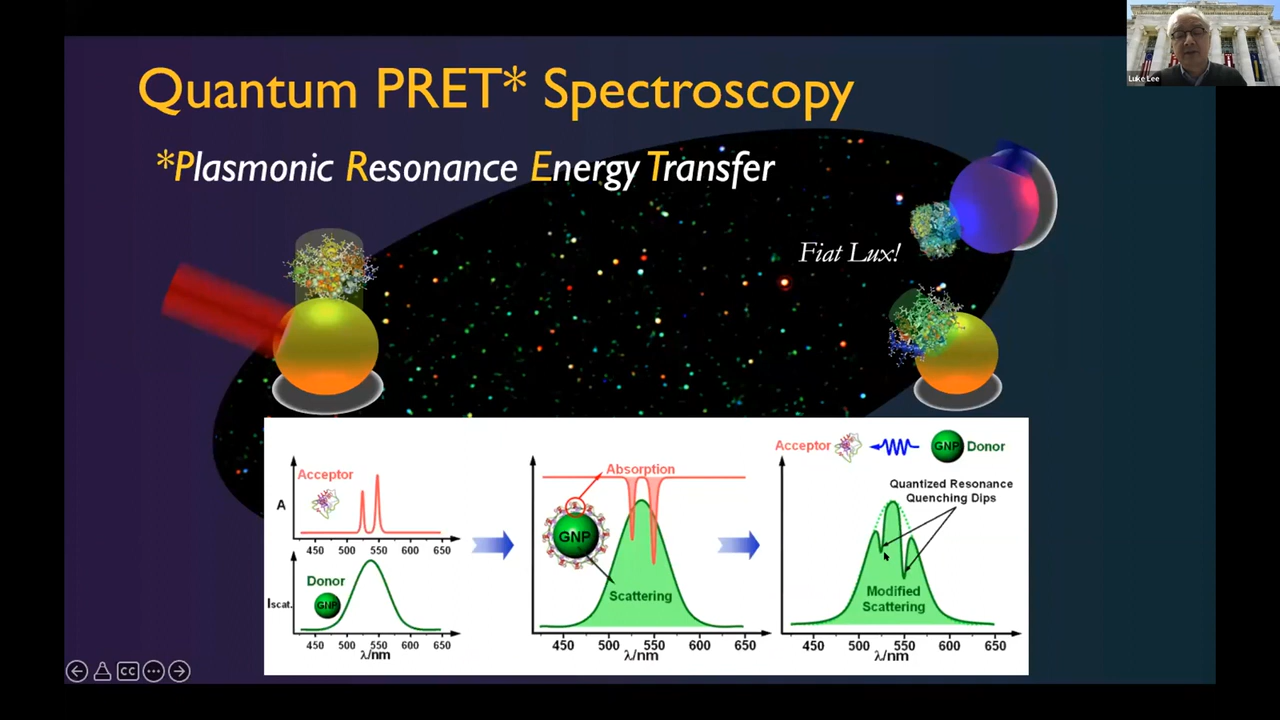 Luke Lee
Quantum PRET* Spectroscopy
*Plasmonic Resonance Energy Transfer
Fiat Lux!
Acceptor
A
450 500 550 600 650
Donor
GNP
Iscat.
450 500 550 600 650
λ/nm
Absorption
GNP
Scattering
450 500 550 600 650
λ/nm
Acceptor GNP Donor
Quantized Resonance
Quenching Dips
Modified
Scattering
450 500 550 600 650
λ/nm
CC